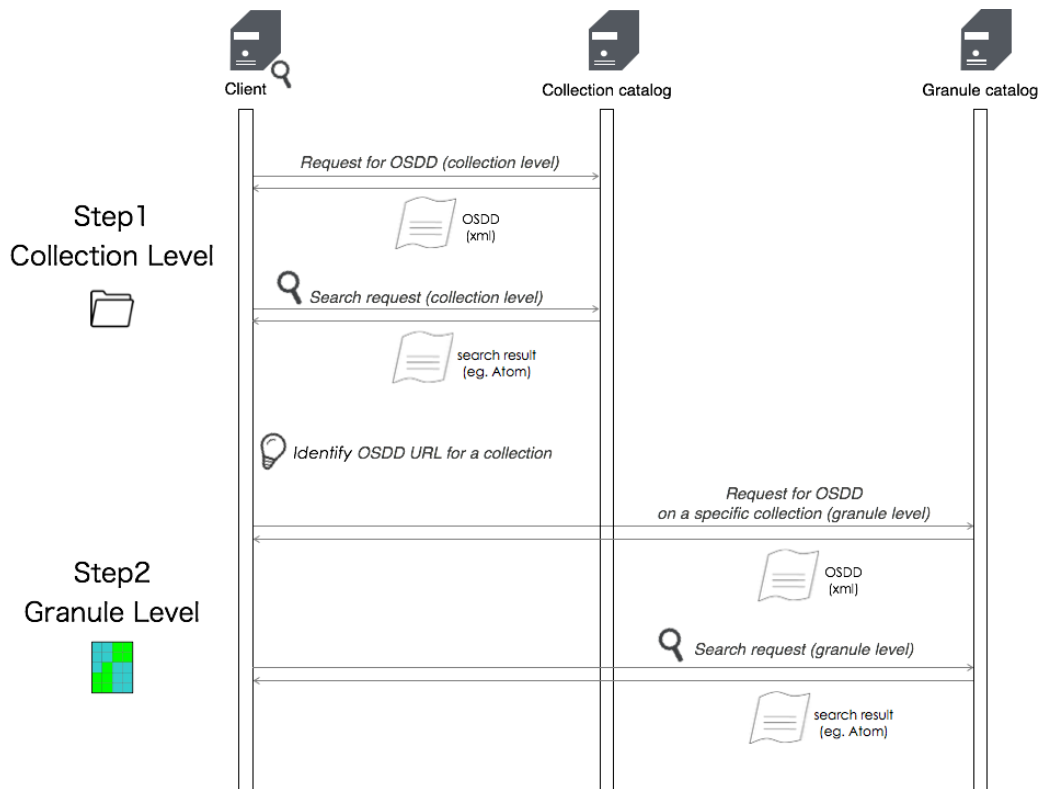 Client
Collection catalog
Granule catalog
Request for OSDD (collection level)
Step1
Collection Level
OSDD
(xml)
Search request (collection level)
search result
(eg. Atom)
Identify OSDD URL for a collection
Request for OSDD
on a specific collection (granule level)
Step2
Granule Level
OSDD
(xml)
Search request (granule level)
search result
(eg. Atom)